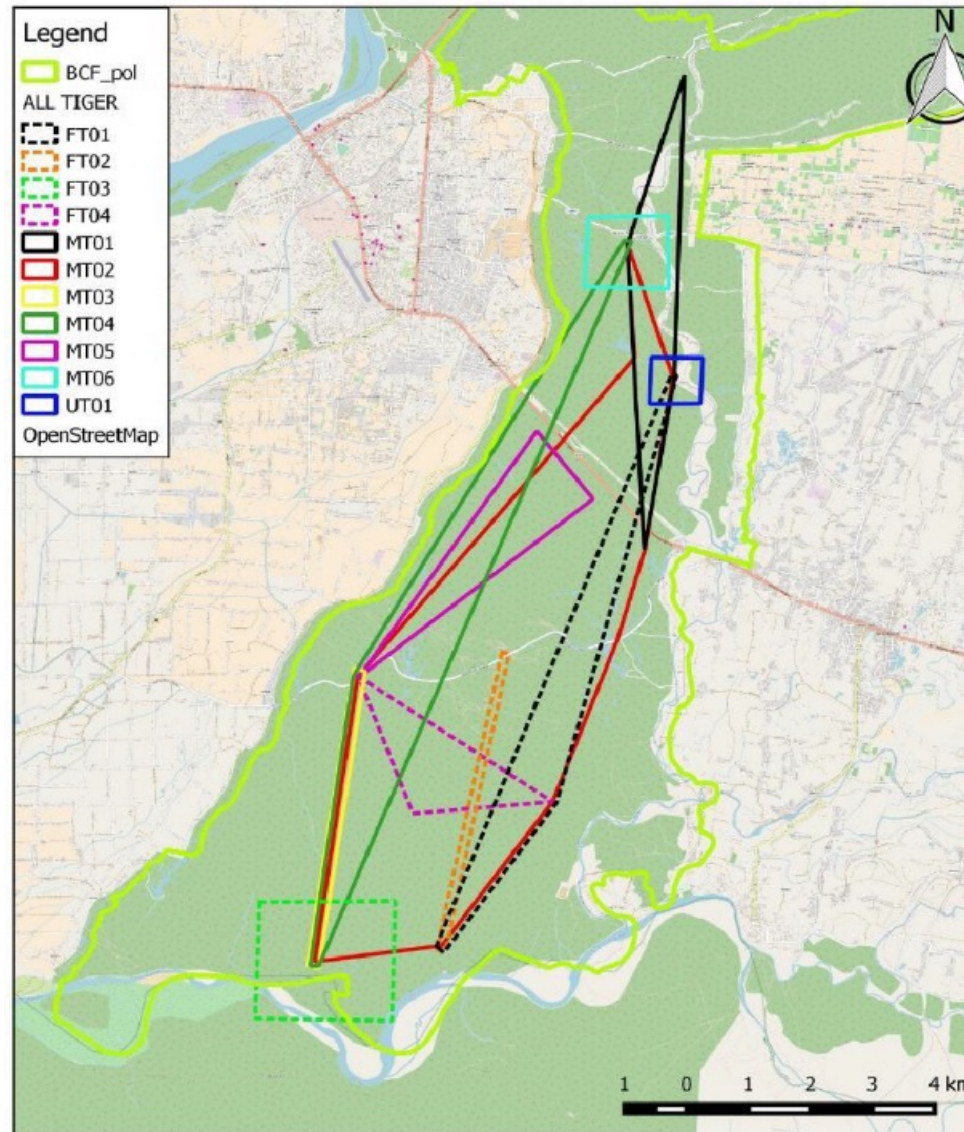 Legend
BCF_pol
ALL TIGER
FT01
FT02
FT03
FT04
MT01
MT02
MT03
MT04
MT05
MT06
UT01
OpenStreetMap
N
1 0 1 2 3 4 km